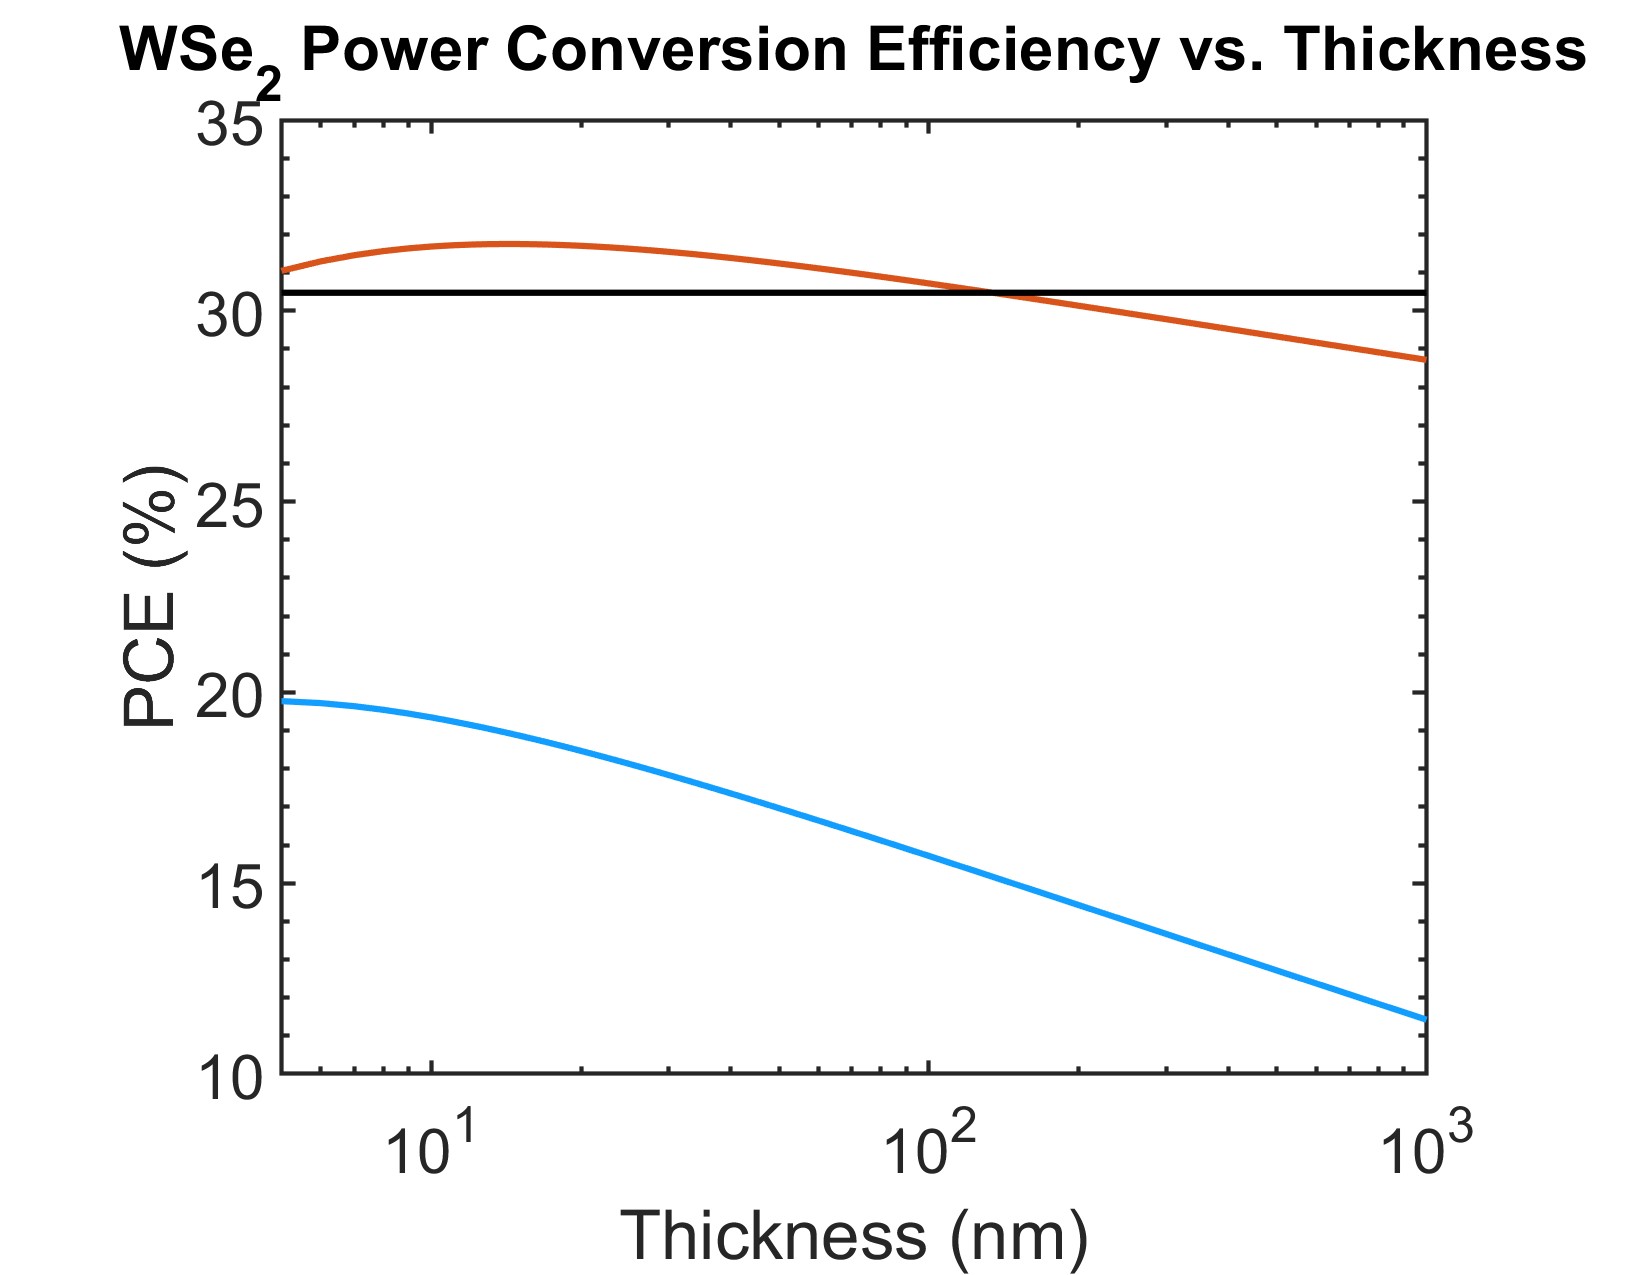 WSe2 Power Conversion Efficiency vs. Thickness
35
30
25
20
15
10
PCE (%)
10^1 10^2 10^3
Thickness (nm)